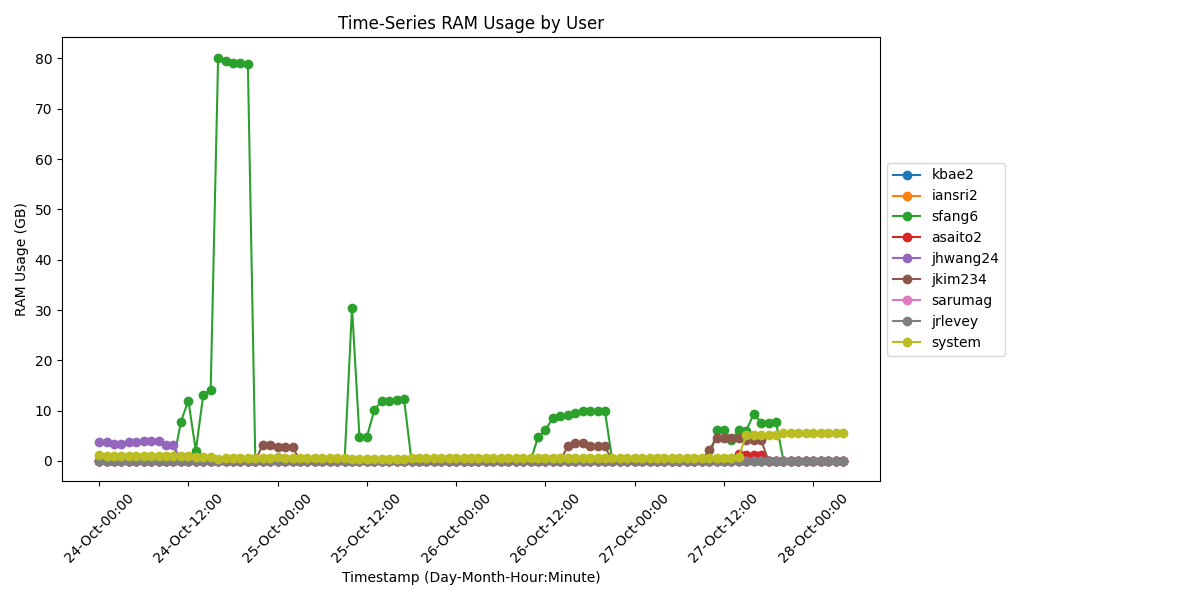 Time-Series RAM Usage by User
RAM Usage (GB)
80
70
60
50
40
30
20
10
0
24-Oct-00:00
24-Oct-12:00
25-Oct-00:00
25-Oct-12:00
26-Oct-00:00
26-Oct-12:00
27-Oct-00:00
27-Oct-12:00
28-Oct-00:00
Timestamp (Day-Month-Hour:Minute)
kbae2
iansri2
sfang6
asaito2
jhwang24
jkim234
sarumag
jrlevey
system